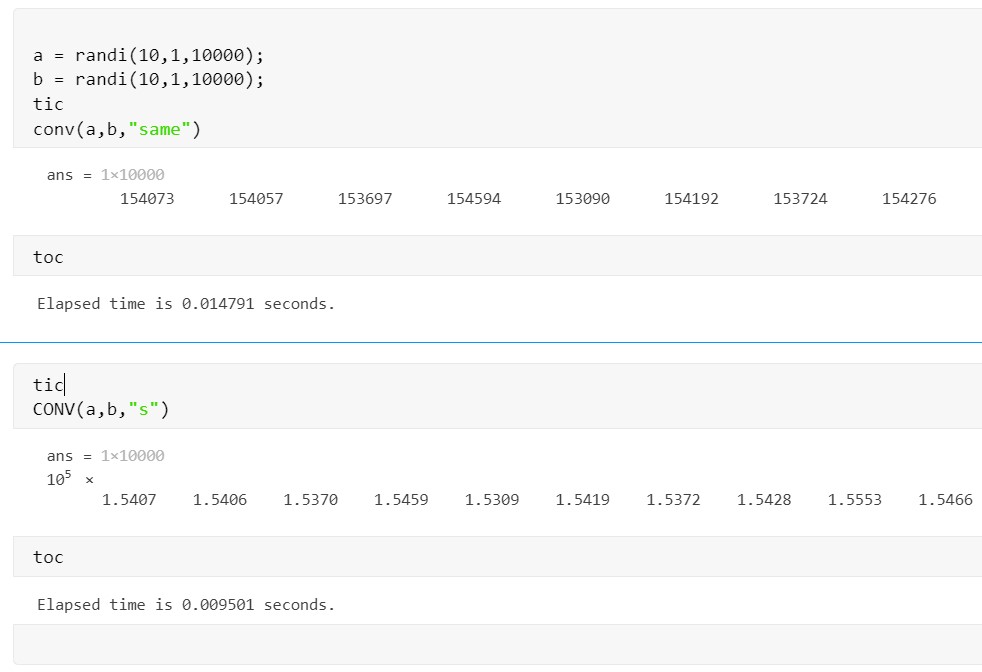 a = randi(10,1,10000);
b = randi(10,1,10000);
tic
conv(a,b,"same")
ans = 1×10000
154073 154057 153697 154594 153090 154192 153724 154276
toc
Elapsed time is 0.014791 seconds.
tic
CONV(a,b,"s")
ans = 1×10000
10⁵ ×
1.5407 1.5406 1.5370 1.5459 1.5309 1.5419 1.5372 1.5428 1.5553 1.5466
toc
Elapsed time is 0.009501 seconds.